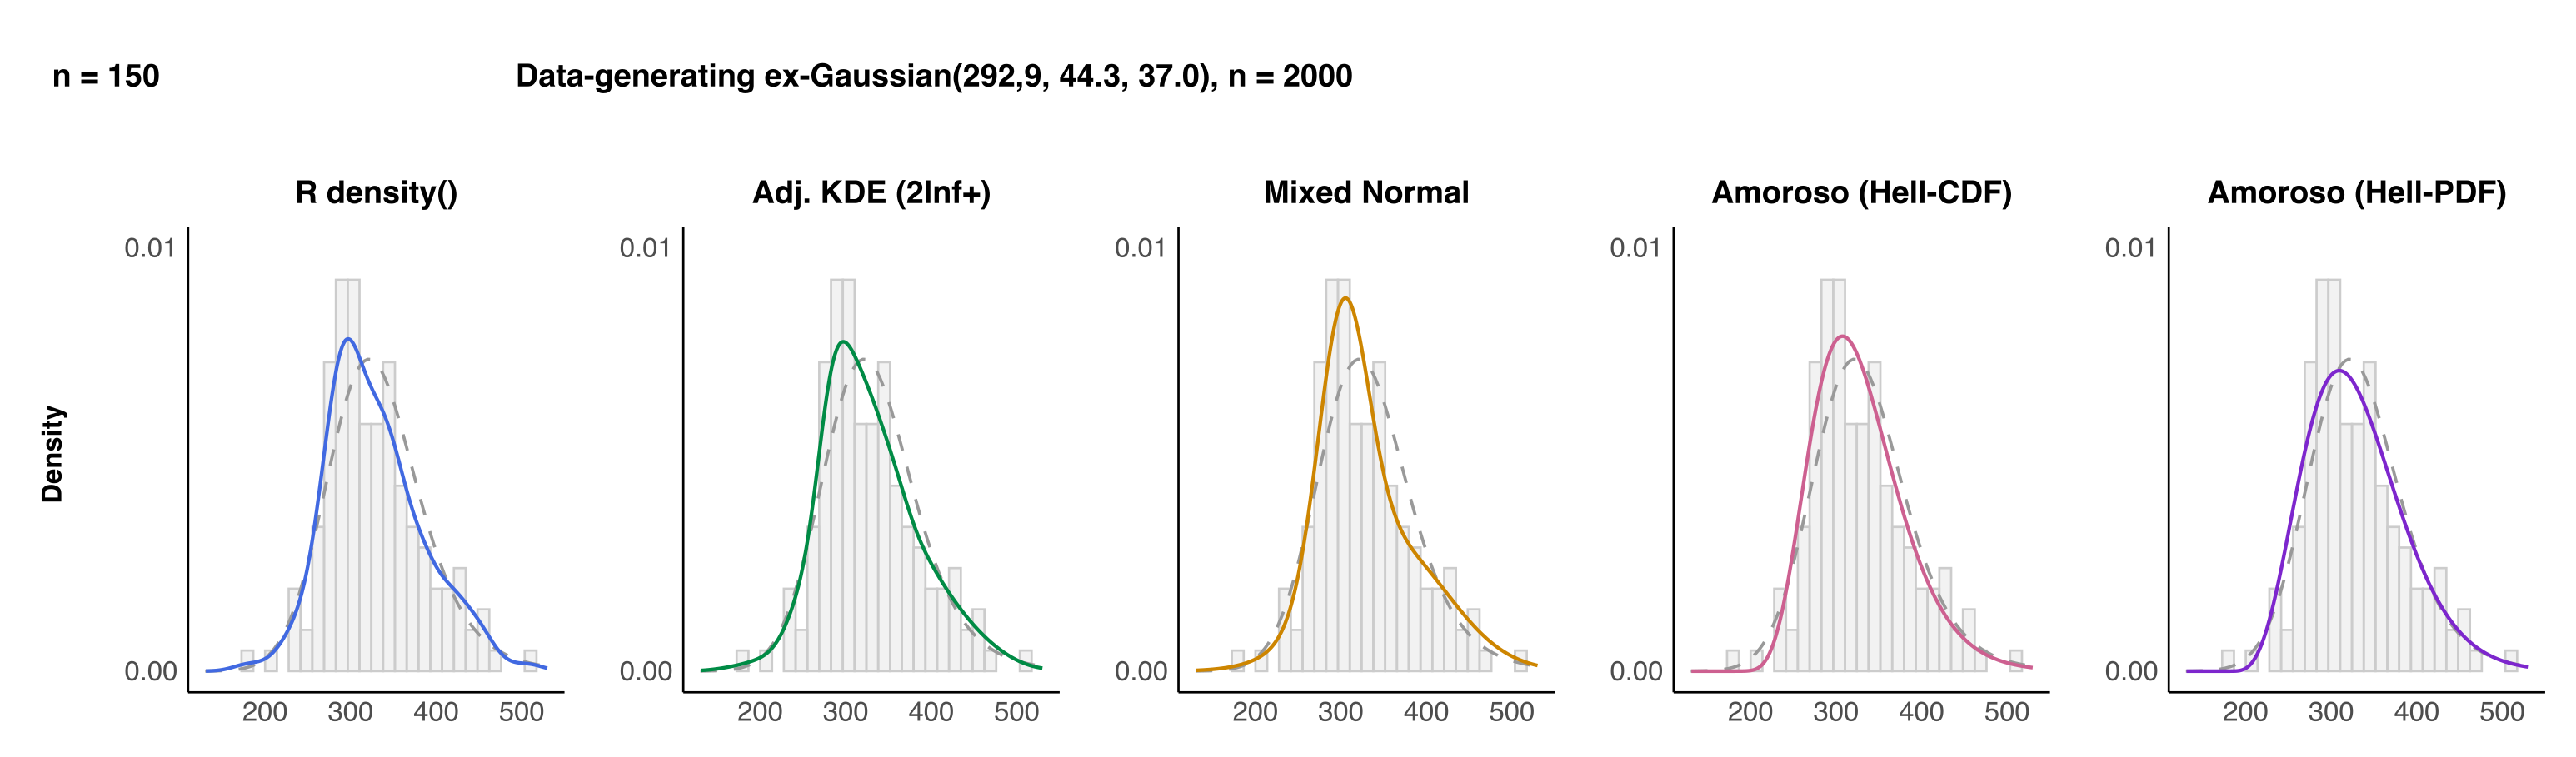 n = 150
Data-generating ex-Gaussian(292,9, 44.3, 37.0), n = 2000
R density()
Adj. KDE (2Inf+)
Mixed Normal
Amoroso (Hell-CDF)
Amoroso (Hell-PDF)
Density
0.01
0.00
200 300 400 500
0.01
0.00
200 300 400 500
0.01
0.00
200 300 400 500
0.01
0.00
200 300 400 500
0.01
0.00
200 300 400 500